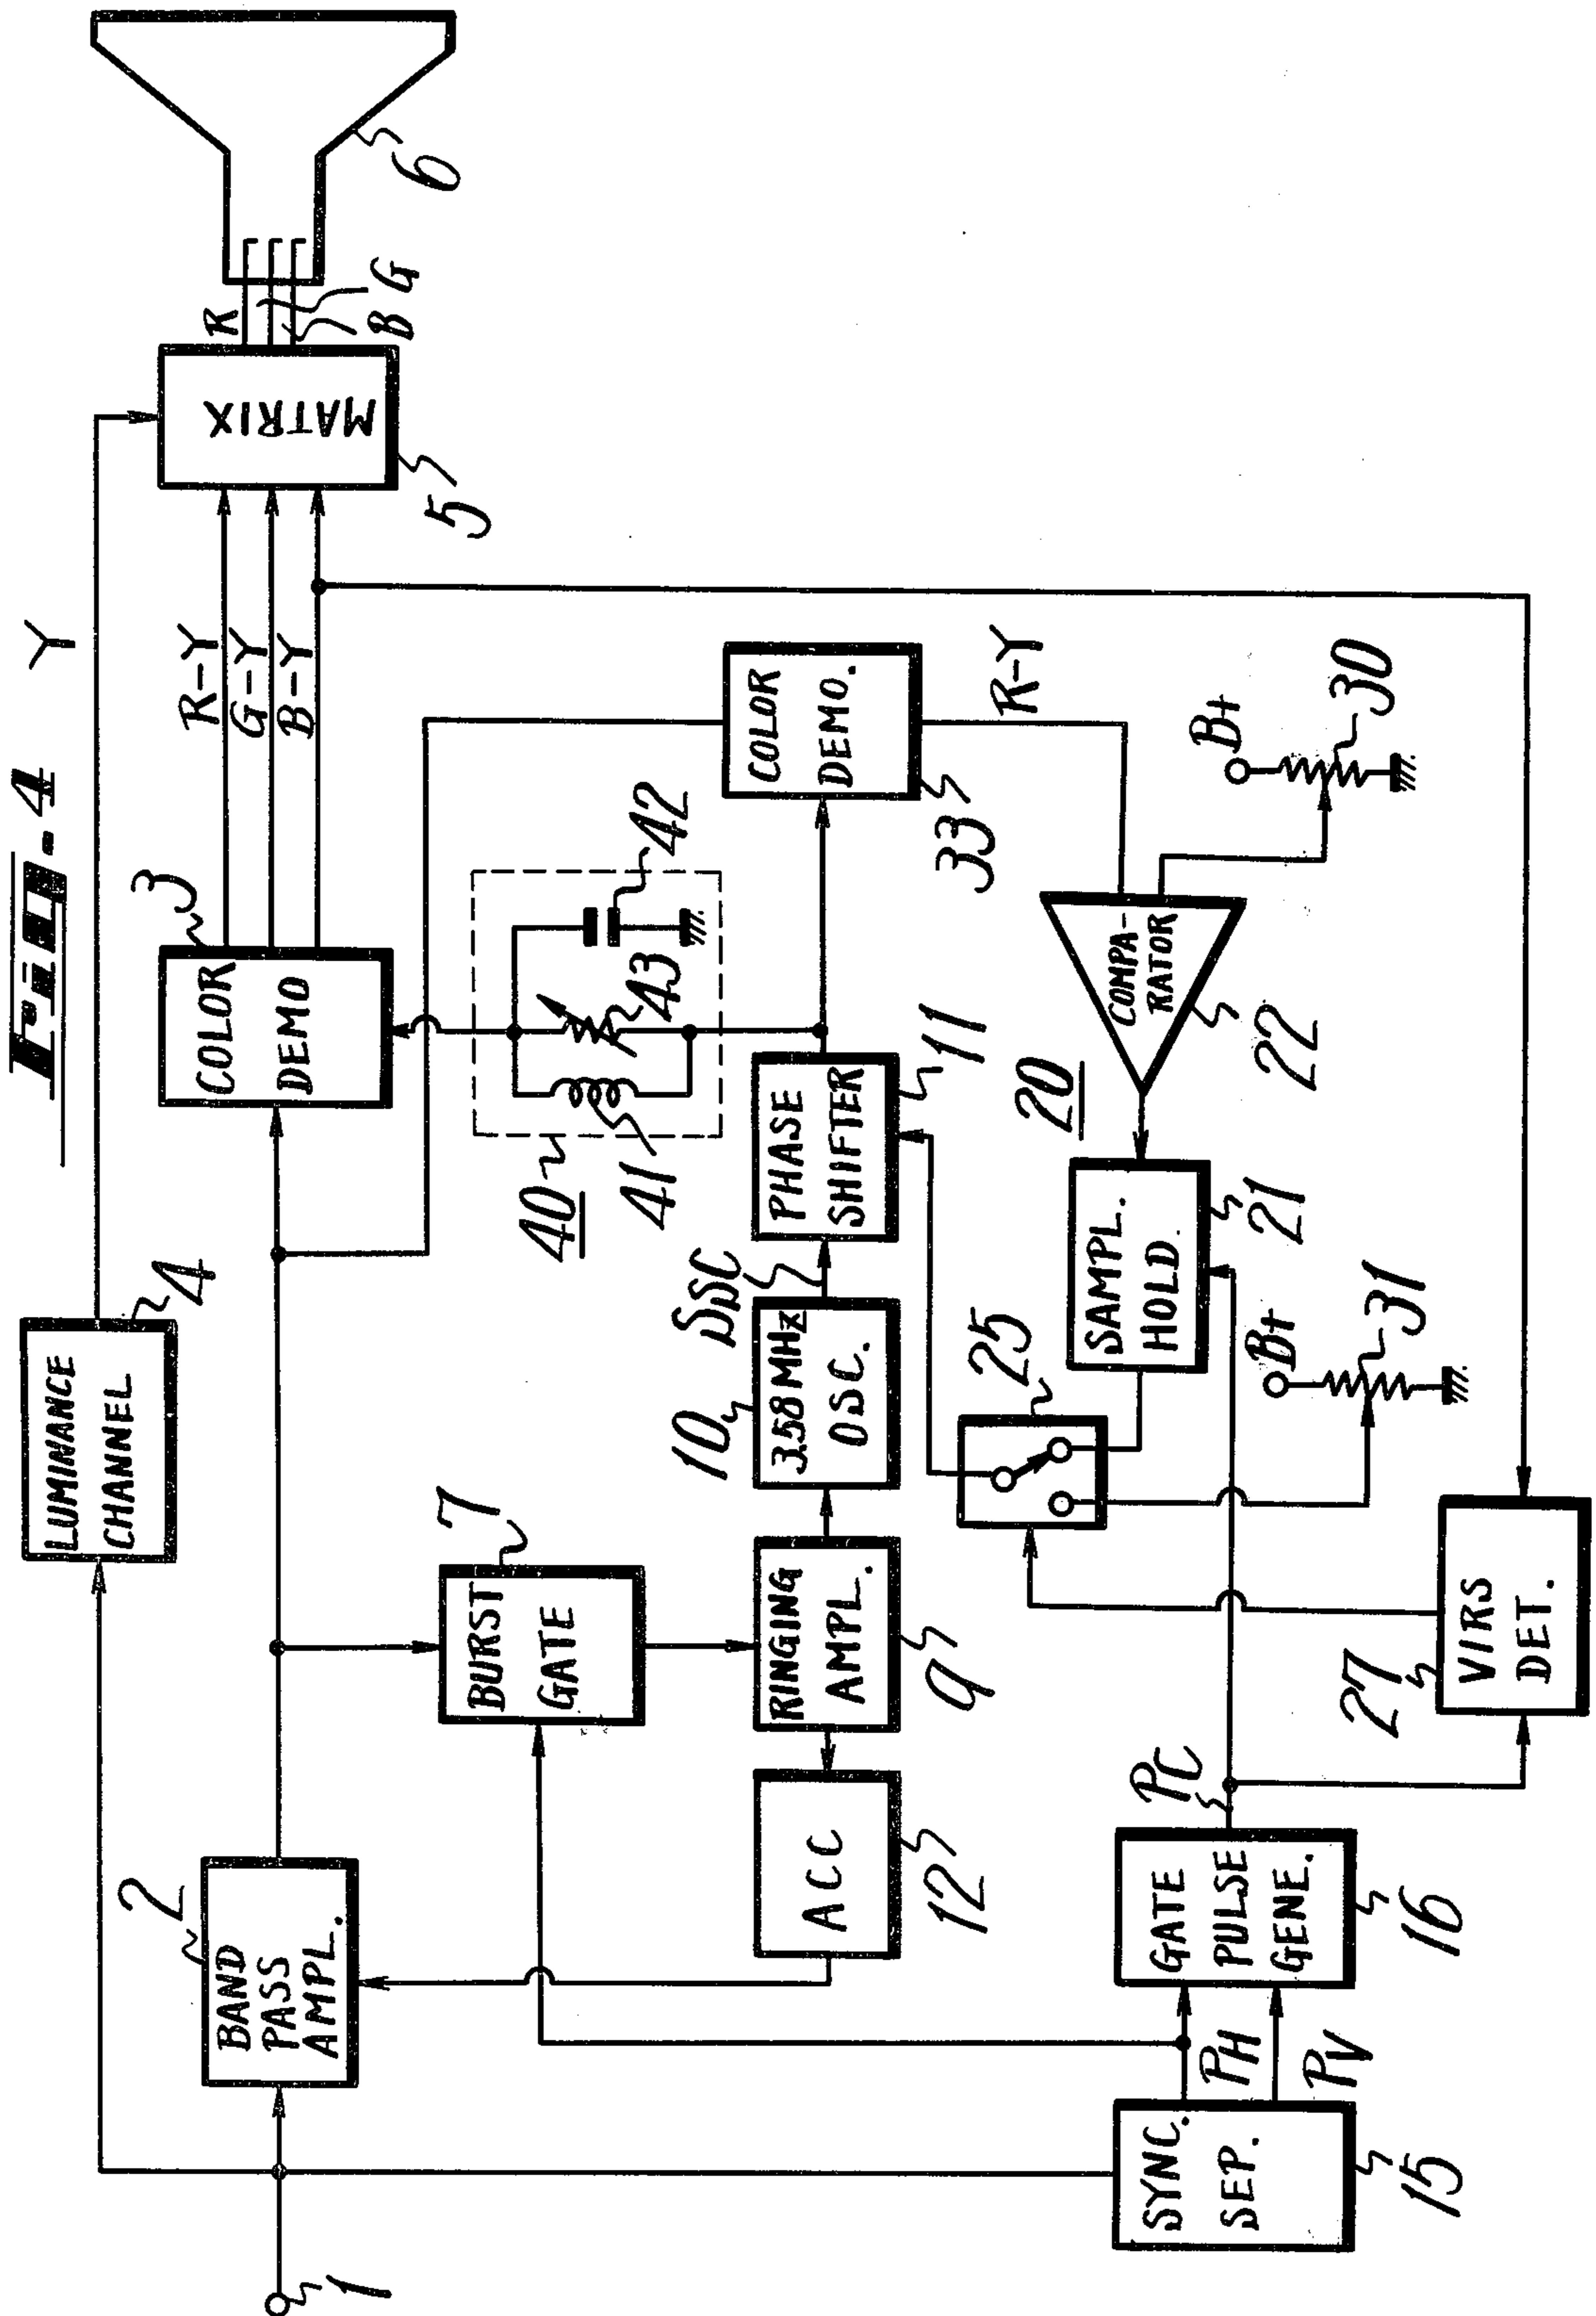 Fig.-4
Y
LUMINANCE
CHANNEL
4
1
2
BAND
PASS
AMPL.
COLOR
DEMO
3
R-Y
G-Y
B-Y
MATRIX
5
R
G
B
6
BURST
GATE
7
40
41
42
43
ACC
12
RINGING
AMPL.
9
3.58MHz
OSC.
10
SSC
PHASE
SHIFTER
11
COLOR
DEMO.
33
R-Y
25
20
SAMPL.
HOLD.
21
COMPA-
RATOR
22
B+
30
B+
31
SYNC.
SEP.
15
PH
PV
GATE
PULSE
GENE.
16
PC
VIRS
DET.
27